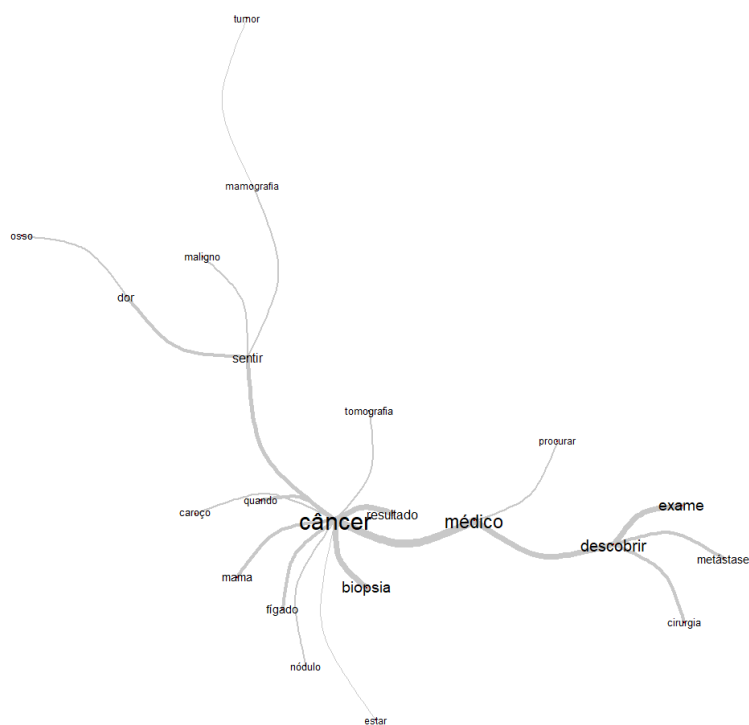 tumor
mamografia
osso
maligno
dor
sentir
tomografia
procurar
quando
careço
exame
resultado
câncer
médico
descobrir
metástase
mama
biopsia
fígado
cirurgia
nódulo
estar